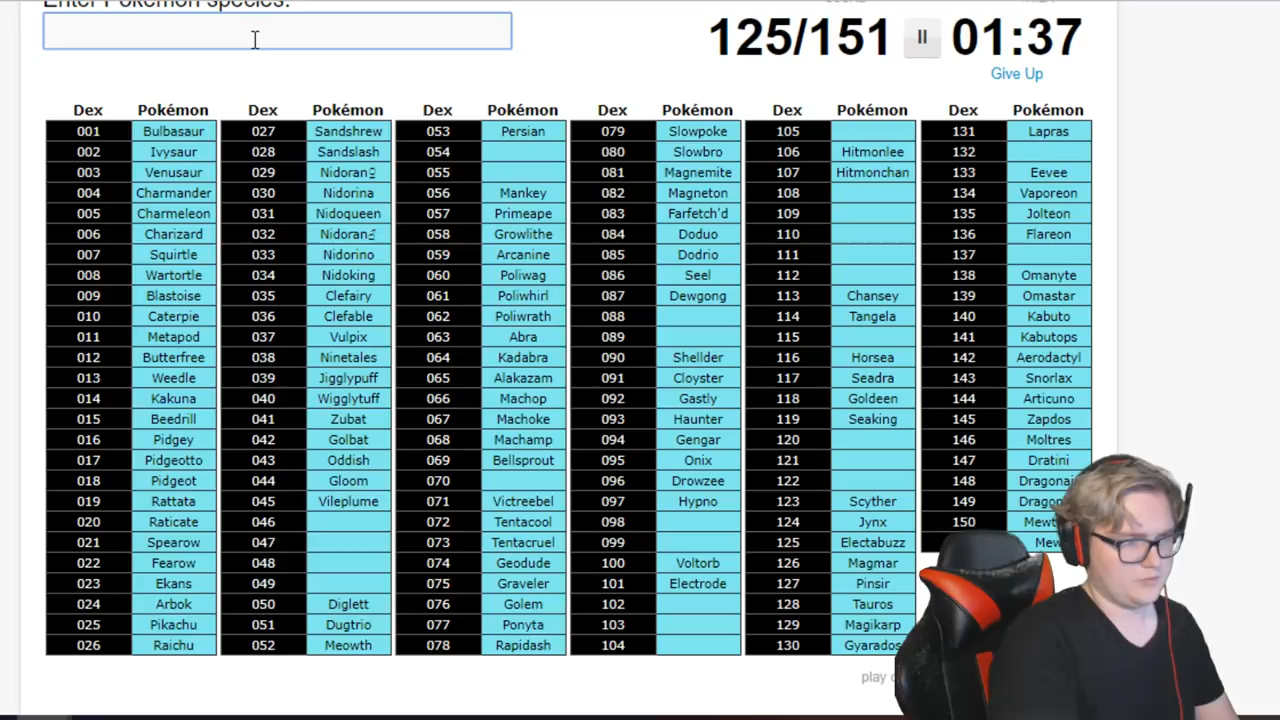 Enter Pokémon species:
125/151 01:37
Give Up
Dex Pokémon Dex Pokémon Dex Pokémon Dex Pokémon Dex Pokémon Dex Pokémon
001 Bulbasaur 027 Sandshrew 053 Persian 079 Slowpoke 105 131 Lapras
002 Ivysaur 028 Sandslash 054 080 Slowbro 106 Hitmonlee 132
003 Venusaur 029 Nidoran♀ 055 081 Magnemite 107 Hitmonchan 133 Eevee
004 Charmander 030 Nidorina 056 Mankey 082 Magneton 108 134 Vaporeon
005 Charmeleon 031 Nidoqueen 057 Primeape 083 Farfetch'd 109 135 Jolteon
006 Charizard 032 Nidoran♂ 058 Growlithe 084 Doduo 110 136 Flareon
007 Squirtle 033 Nidorino 059 Arcanine 085 Dodrio 111 137
008 Wartortle 034 Nidoking 060 Poliwag 086 Seel 112 138 Omanyte
009 Blastoise 035 Clefairy 061 Poliwhirl 087 Dewgong 113 Chansey 139 Omastar
010 Caterpie 036 Clefable 062 Poliwrath 088 114 Tangela 140 Kabuto
011 Metapod 037 Vulpix 063 Abra 089 115 141 Kabutops
012 Butterfree 038 Ninetales 064 Kadabra 090 Shellder 116 Horsea 142 Aerodactyl
013 Weedle 039 Jigglypuff 065 Alakazam 091 Cloyster 117 Seadra 143 Snorlax
014 Kakuna 040 Wigglytuff 066 Machop 092 Gastly 118 Goldeen 144 Articuno
015 Beedrill 041 Zubat 067 Machoke 093 Haunter 119 Seaking 145 Zapdos
016 Pidgey 042 Golbat 068 Machamp 094 Gengar 120 146 Moltres
017 Pidgeotto 043 Oddish 069 Bellsprout 095 Onix 121 147 Dratini
018 Pidgeot 044 Gloom 070 096 Drowzee 122 148 Dragonai
019 Rattata 045 Vileplume 071 Victreebel 097 Hypno 123 Scyther 149 Dragon
020 Raticate 046 072 Tentacool 098 124 Jynx 150 Mewt
021 Spearow 047 073 Tentacruel 099 125 Electabuzz Mew
022 Fearow 048 074 Geodude 100 Voltorb 126 Magmar
023 Ekans 049 075 Graveler 101 Electrode 127 Pinsir
024 Arbok 050 Diglett 076 Golem 102 128 Tauros
025 Pikachu 051 Dugtrio 077 Ponyta 103 129 Magikarp
026 Raichu 052 Meowth 078 Rapidash 104 130 Gyarados
play